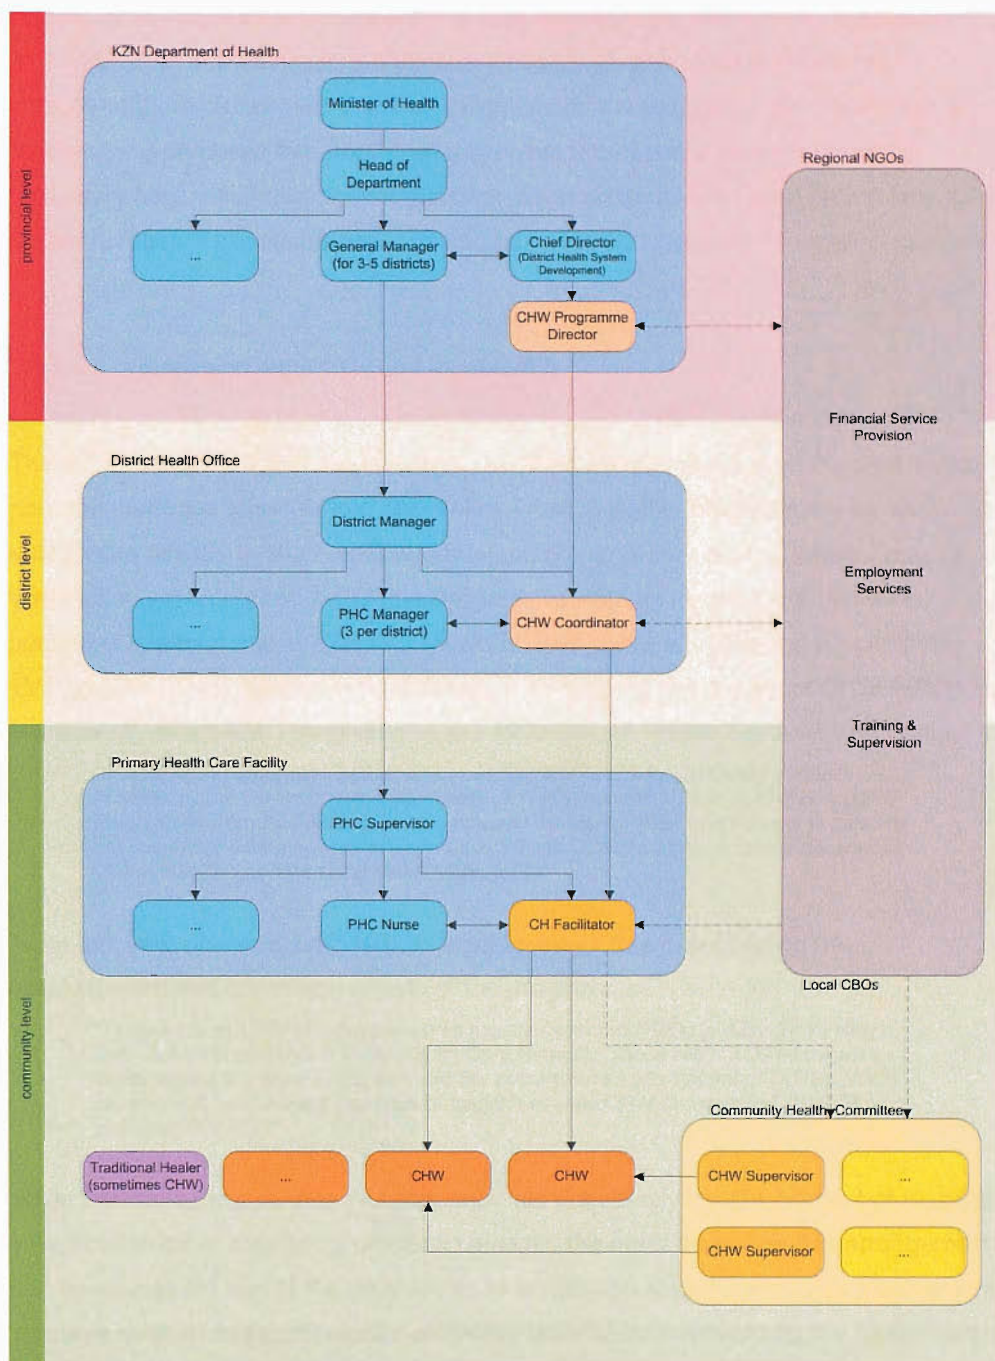 provincial level
KZN Department of Health
Minister of Health
Head of
Department
...
General Manager
(for 3-5 districts)
Chief Director
(District Health System
Development)
CHW Programme
Director
Regional NGOs
Financial Service
Provision
Employment
Services
Training &
Supervision
Local CBOs
district level
District Health Office
District Manager
...
PHC Manager
(3 per district)
CHW Coordinator
community level
Primary Health Care Facility
PHC Supervisor
...
PHC Nurse
CH Facilitator
Community Health Committee
Traditional Healer
(sometimes CHW)
...
CHW
CHW
CHW Supervisor
...
CHW Supervisor
...